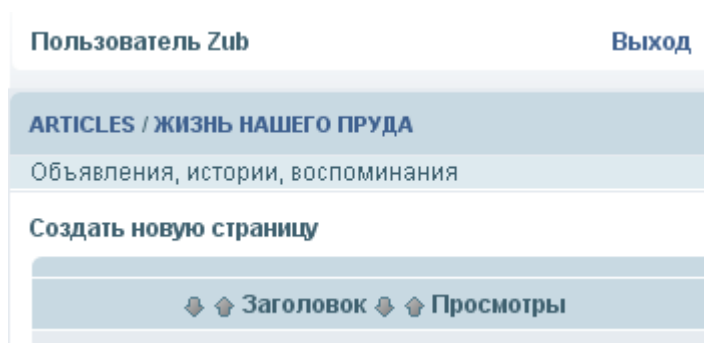 Пользователь Zub Выход
ARTICLES / ЖИЗНЬ НАШЕГО ПРУДА
Объявления, истории, воспоминания
Создать новую страницу
Заголовок Просмотры